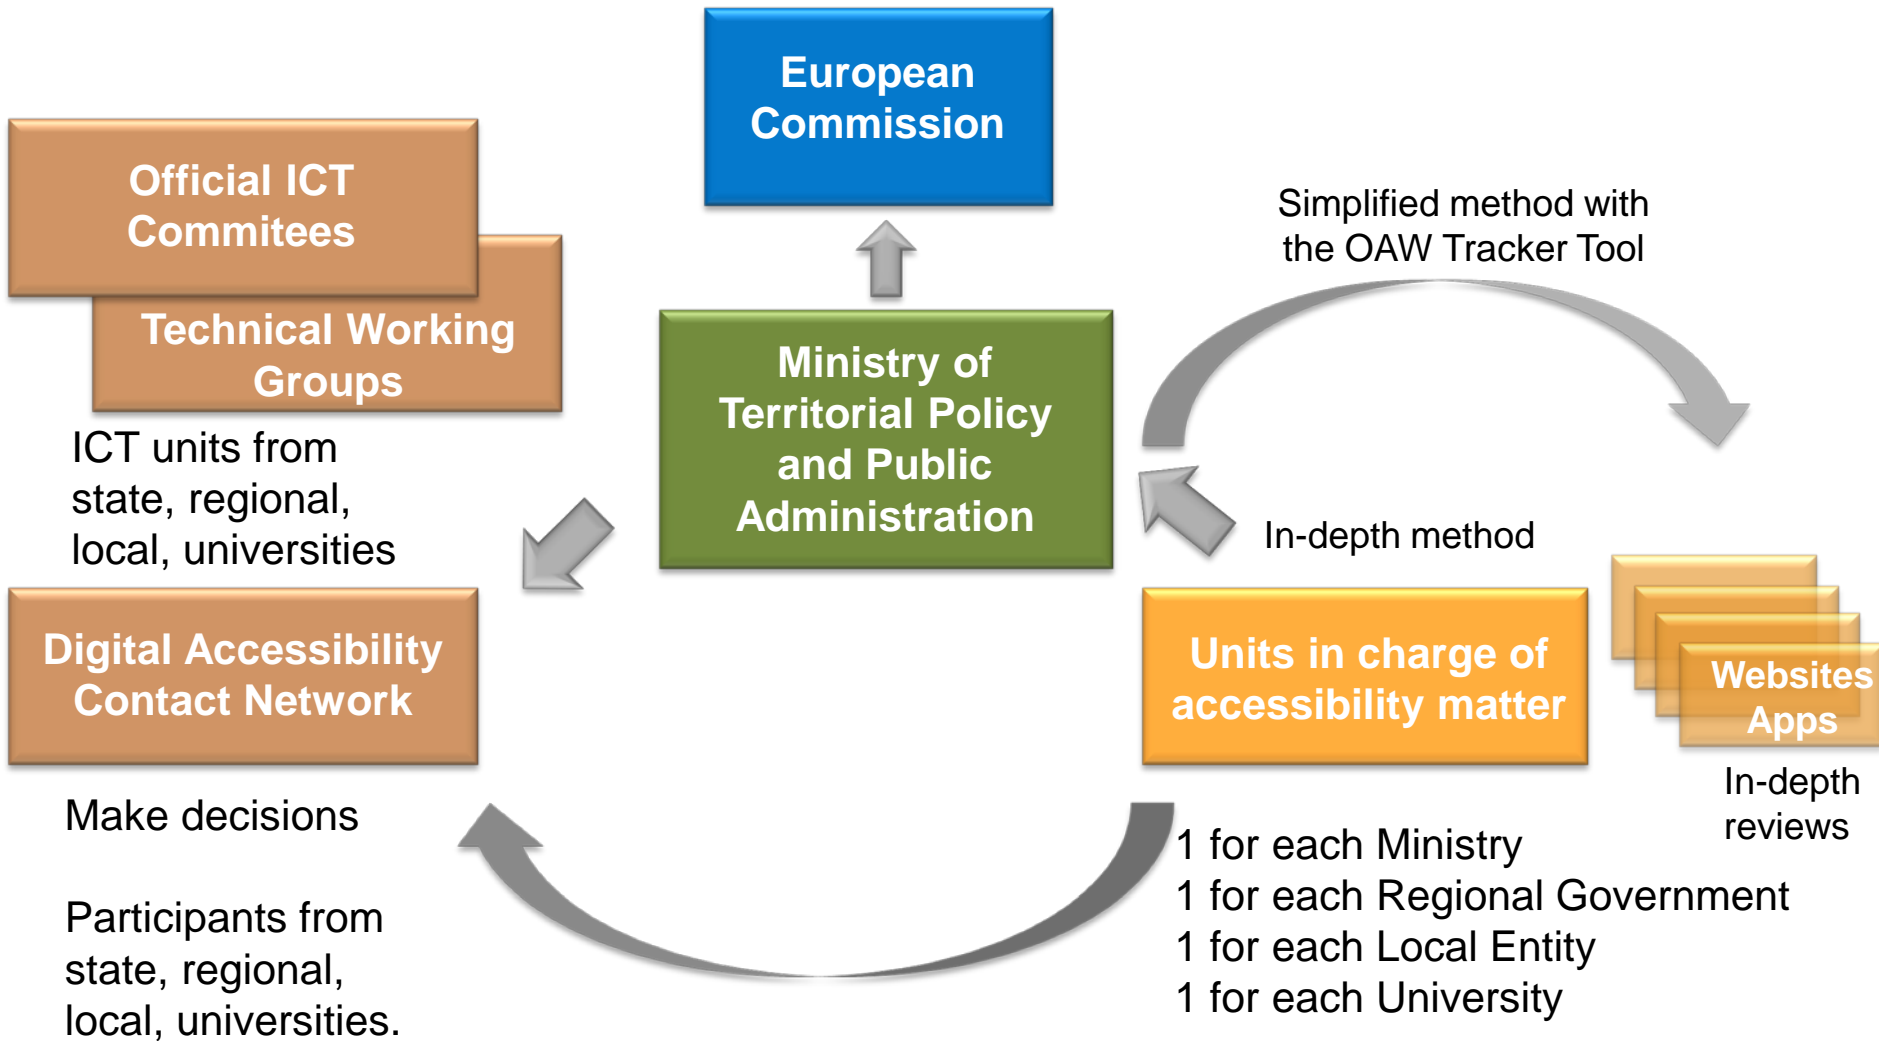 European
Commission
Official ICT
Commitees
Technical Working
Groups
ICT units from
state, regional,
local, universities
Simplified method with
the OAW Tracker Tool
Ministry of
Territorial Policy
and Public
Administration
In-depth method
Digital Accessibility
Contact Network
Make decisions
Participants from
state, regional,
local, universities.
Units in charge of
accessibility matter
Websites
Apps
In-depth
reviews
1 for each Ministry
1 for each Regional Government
1 for each Local Entity
1 for each University